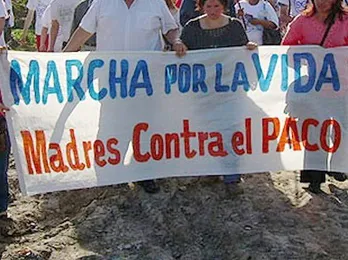 MARCHA POR LA VIDA
Madres Contra el PACO